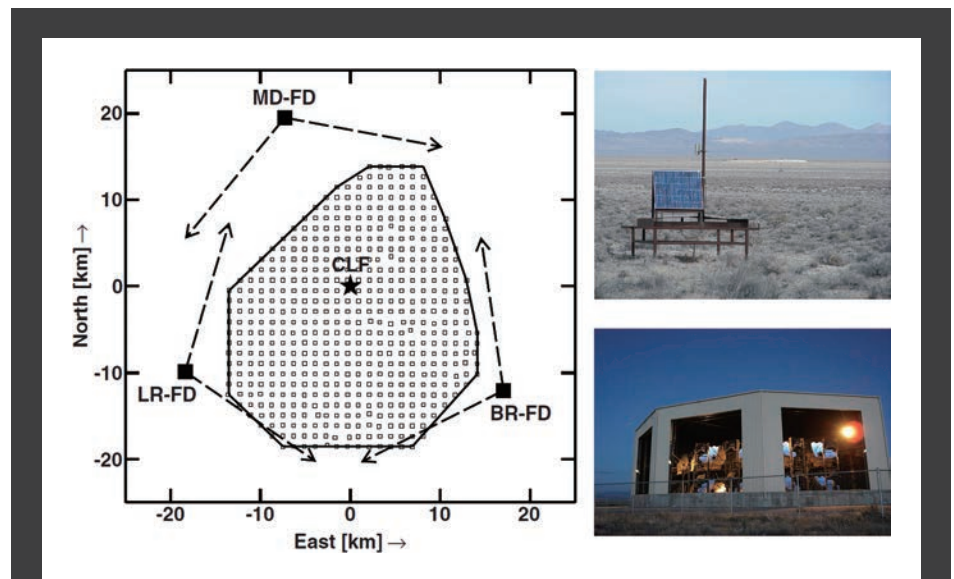 MD-FD
20
10
CLF
0
North [km] →
-10
LR-FD
BR-FD
-20
-20 -10 0 10 20
East [km] →